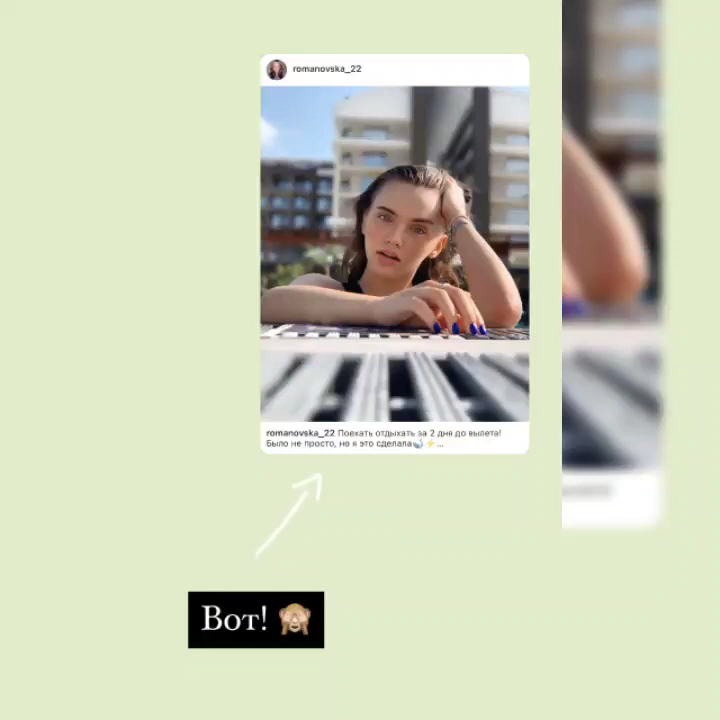 romanovska_22
romanovska_22 Поехать отдыхать за 2 дня до вылета!
Было не просто, но я это сделала🌊⚡...
Вот! 🙈